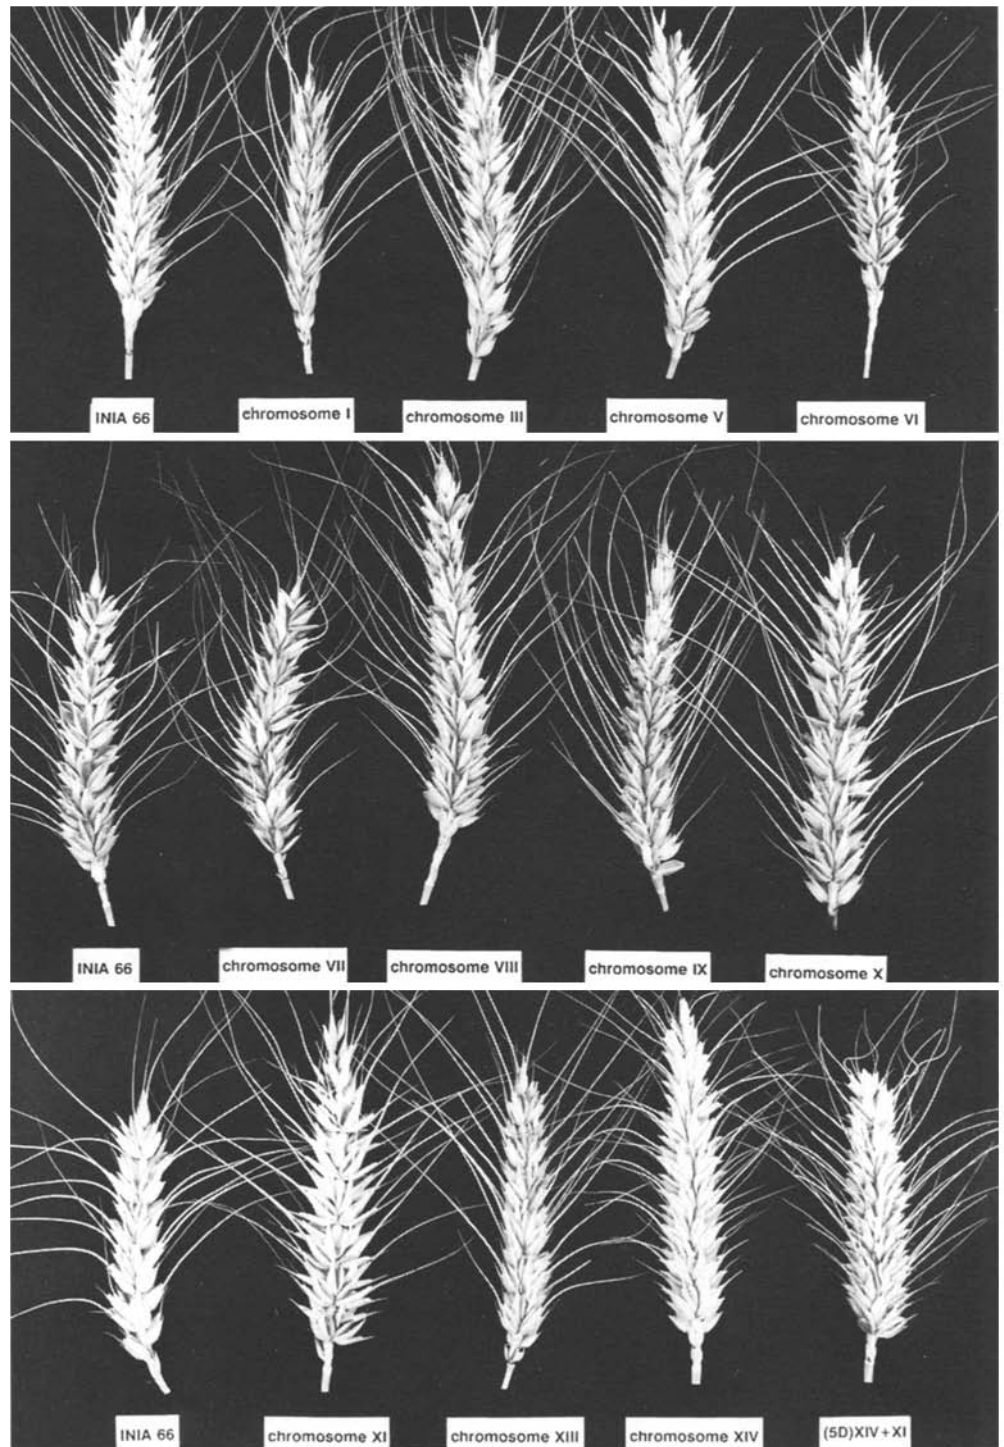 INIA 66
chromosome I
chromosome III
chromosome V
chromosome VI
INIA 66
chromosome VII
chromosome VIII
chromosome IX
chromosome X
INIA 66
chromosome XI
chromosome XIII
chromosome XIV
(5D)XIV+XI